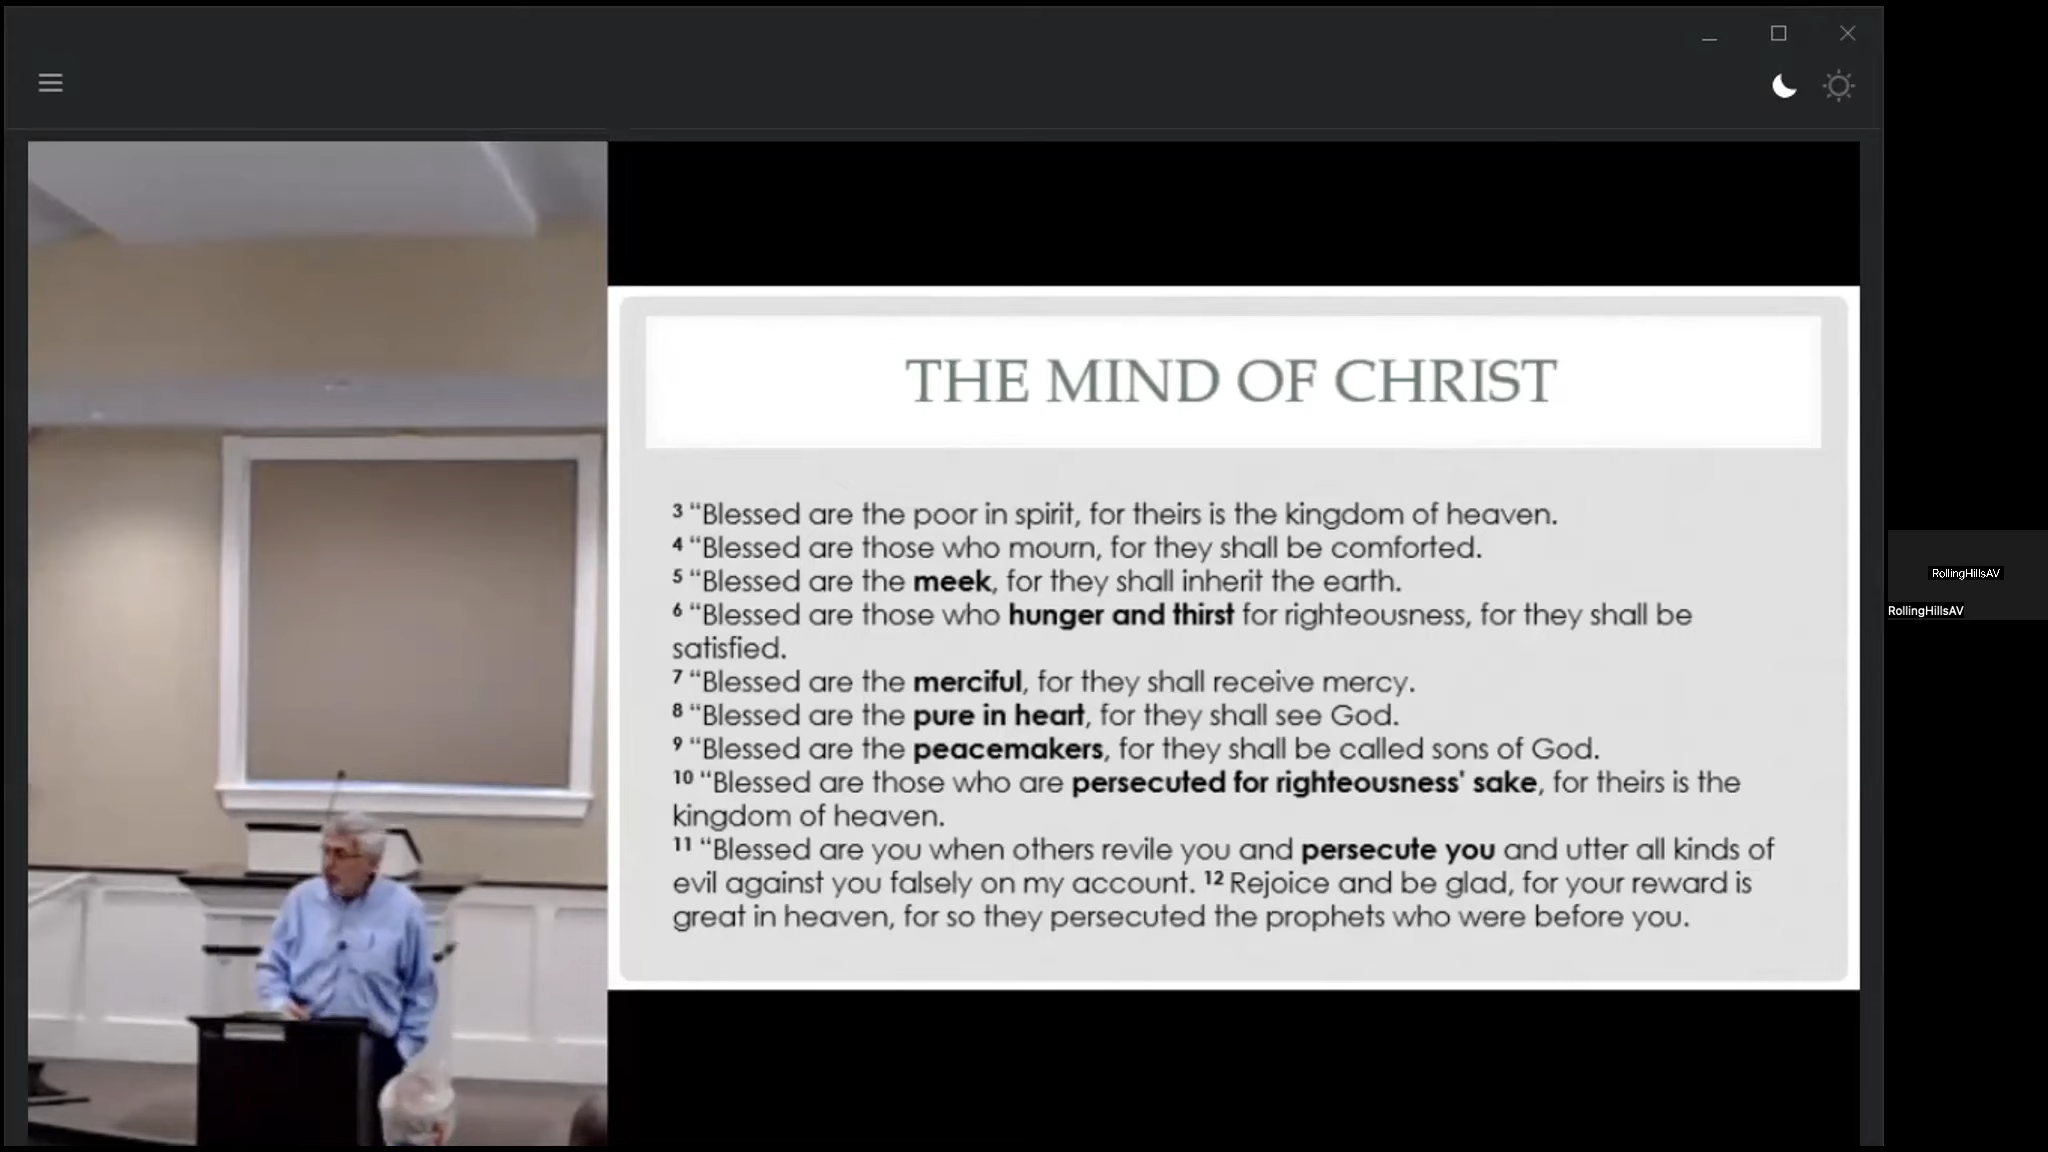 THE MIND OF CHRIST
3 “Blessed are the poor in spirit, for theirs is the kingdom of heaven.
4 “Blessed are those who mourn, for they shall be comforted.
5 “Blessed are the meek, for they shall inherit the earth.
6 “Blessed are those who hunger and thirst for righteousness, for they shall be
satisfied.
7 “Blessed are the merciful, for they shall receive mercy.
8 “Blessed are the pure in heart, for they shall see God.
9 “Blessed are the peacemakers, for they shall be called sons of God.
10 “Blessed are those who are persecuted for righteousness' sake, for theirs is the
kingdom of heaven.
11 “Blessed are you when others revile you and persecute you and utter all kinds of
evil against you falsely on my account. 12 Rejoice and be glad, for your reward is
great in heaven, for so they persecuted the prophets who were before you.
RollingHillsAV
RollingHillsAV